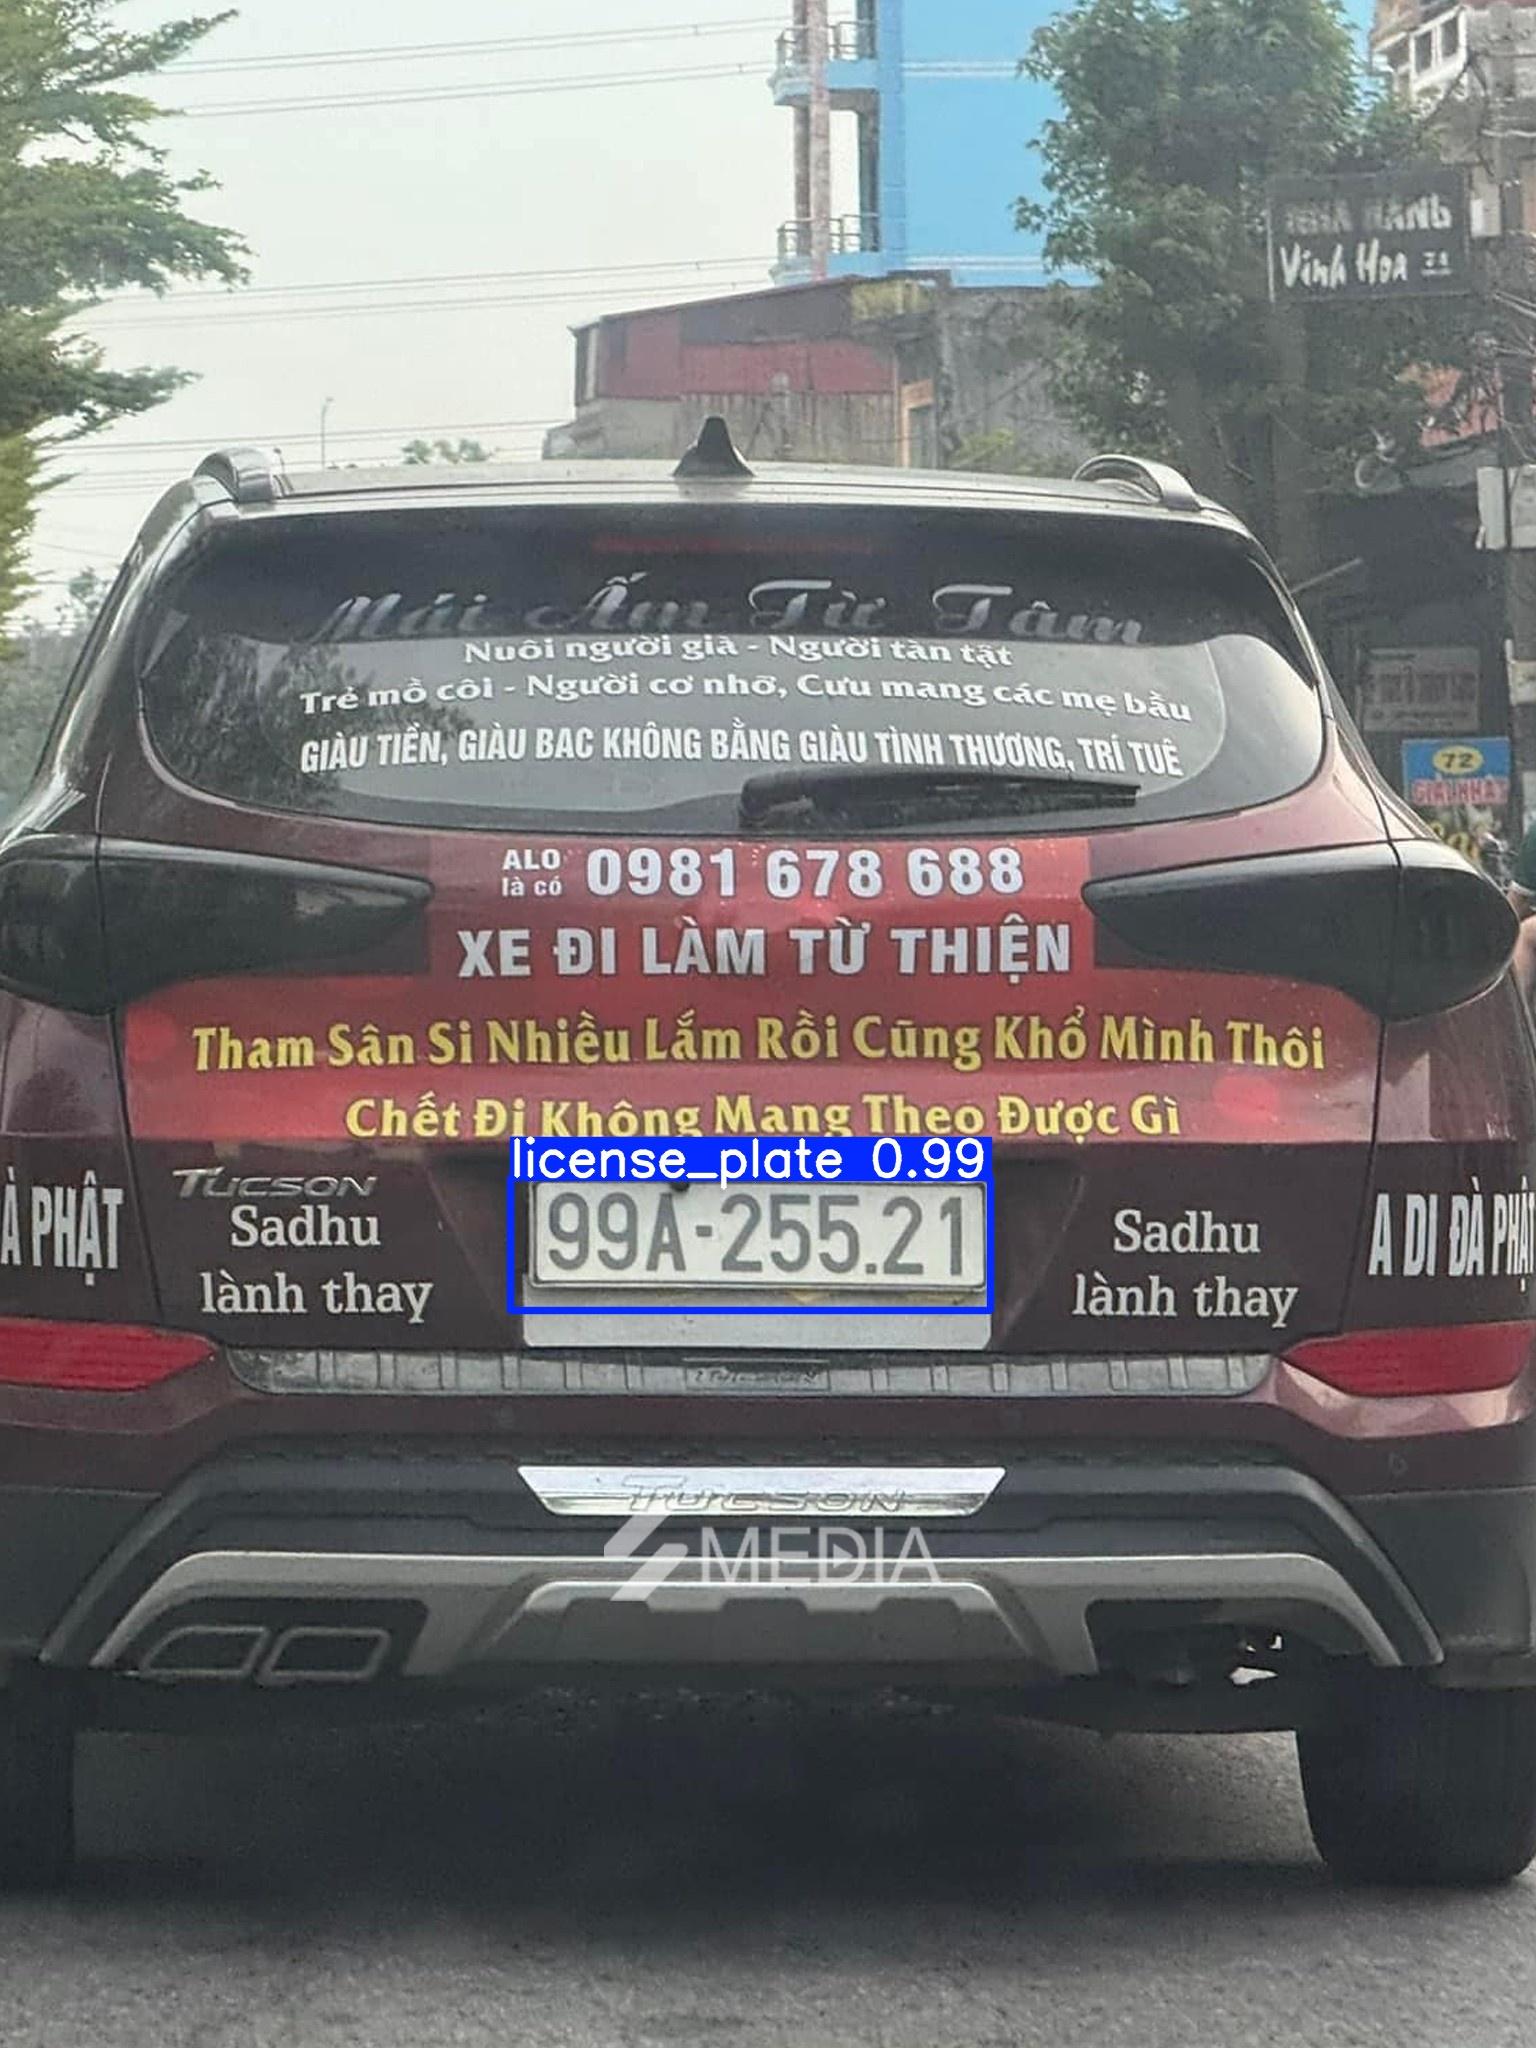 NHÀ HÀNG
Vinh Hoa
Mái Ấm Từ Tâm
Nuôi người già - Người tàn tật
Trẻ mồ côi - Người cơ nhỡ, Cưu mang các mẹ bầu
GIÀU TIỀN, GIÀU BẠC KHÔNG BẰNG GIÀU TÌNH THƯƠNG, TRÍ TUỆ
72
GIẢI NHẤT
ALO là có 0981 678 688
XE ĐI LÀM TỪ THIỆN
Tham Sân Si Nhiều Lắm Rồi Cũng Khổ Mình Thôi
Chết Đi Không Mang Theo Được Gì
license_plate 0.99
TUCSON
99A-255.21
À PHẬT
Sadhu
lành thay
Sadhu
lành thay
A DI ĐÀ PHẬT
TUCSON
TUCSON
MEDIA